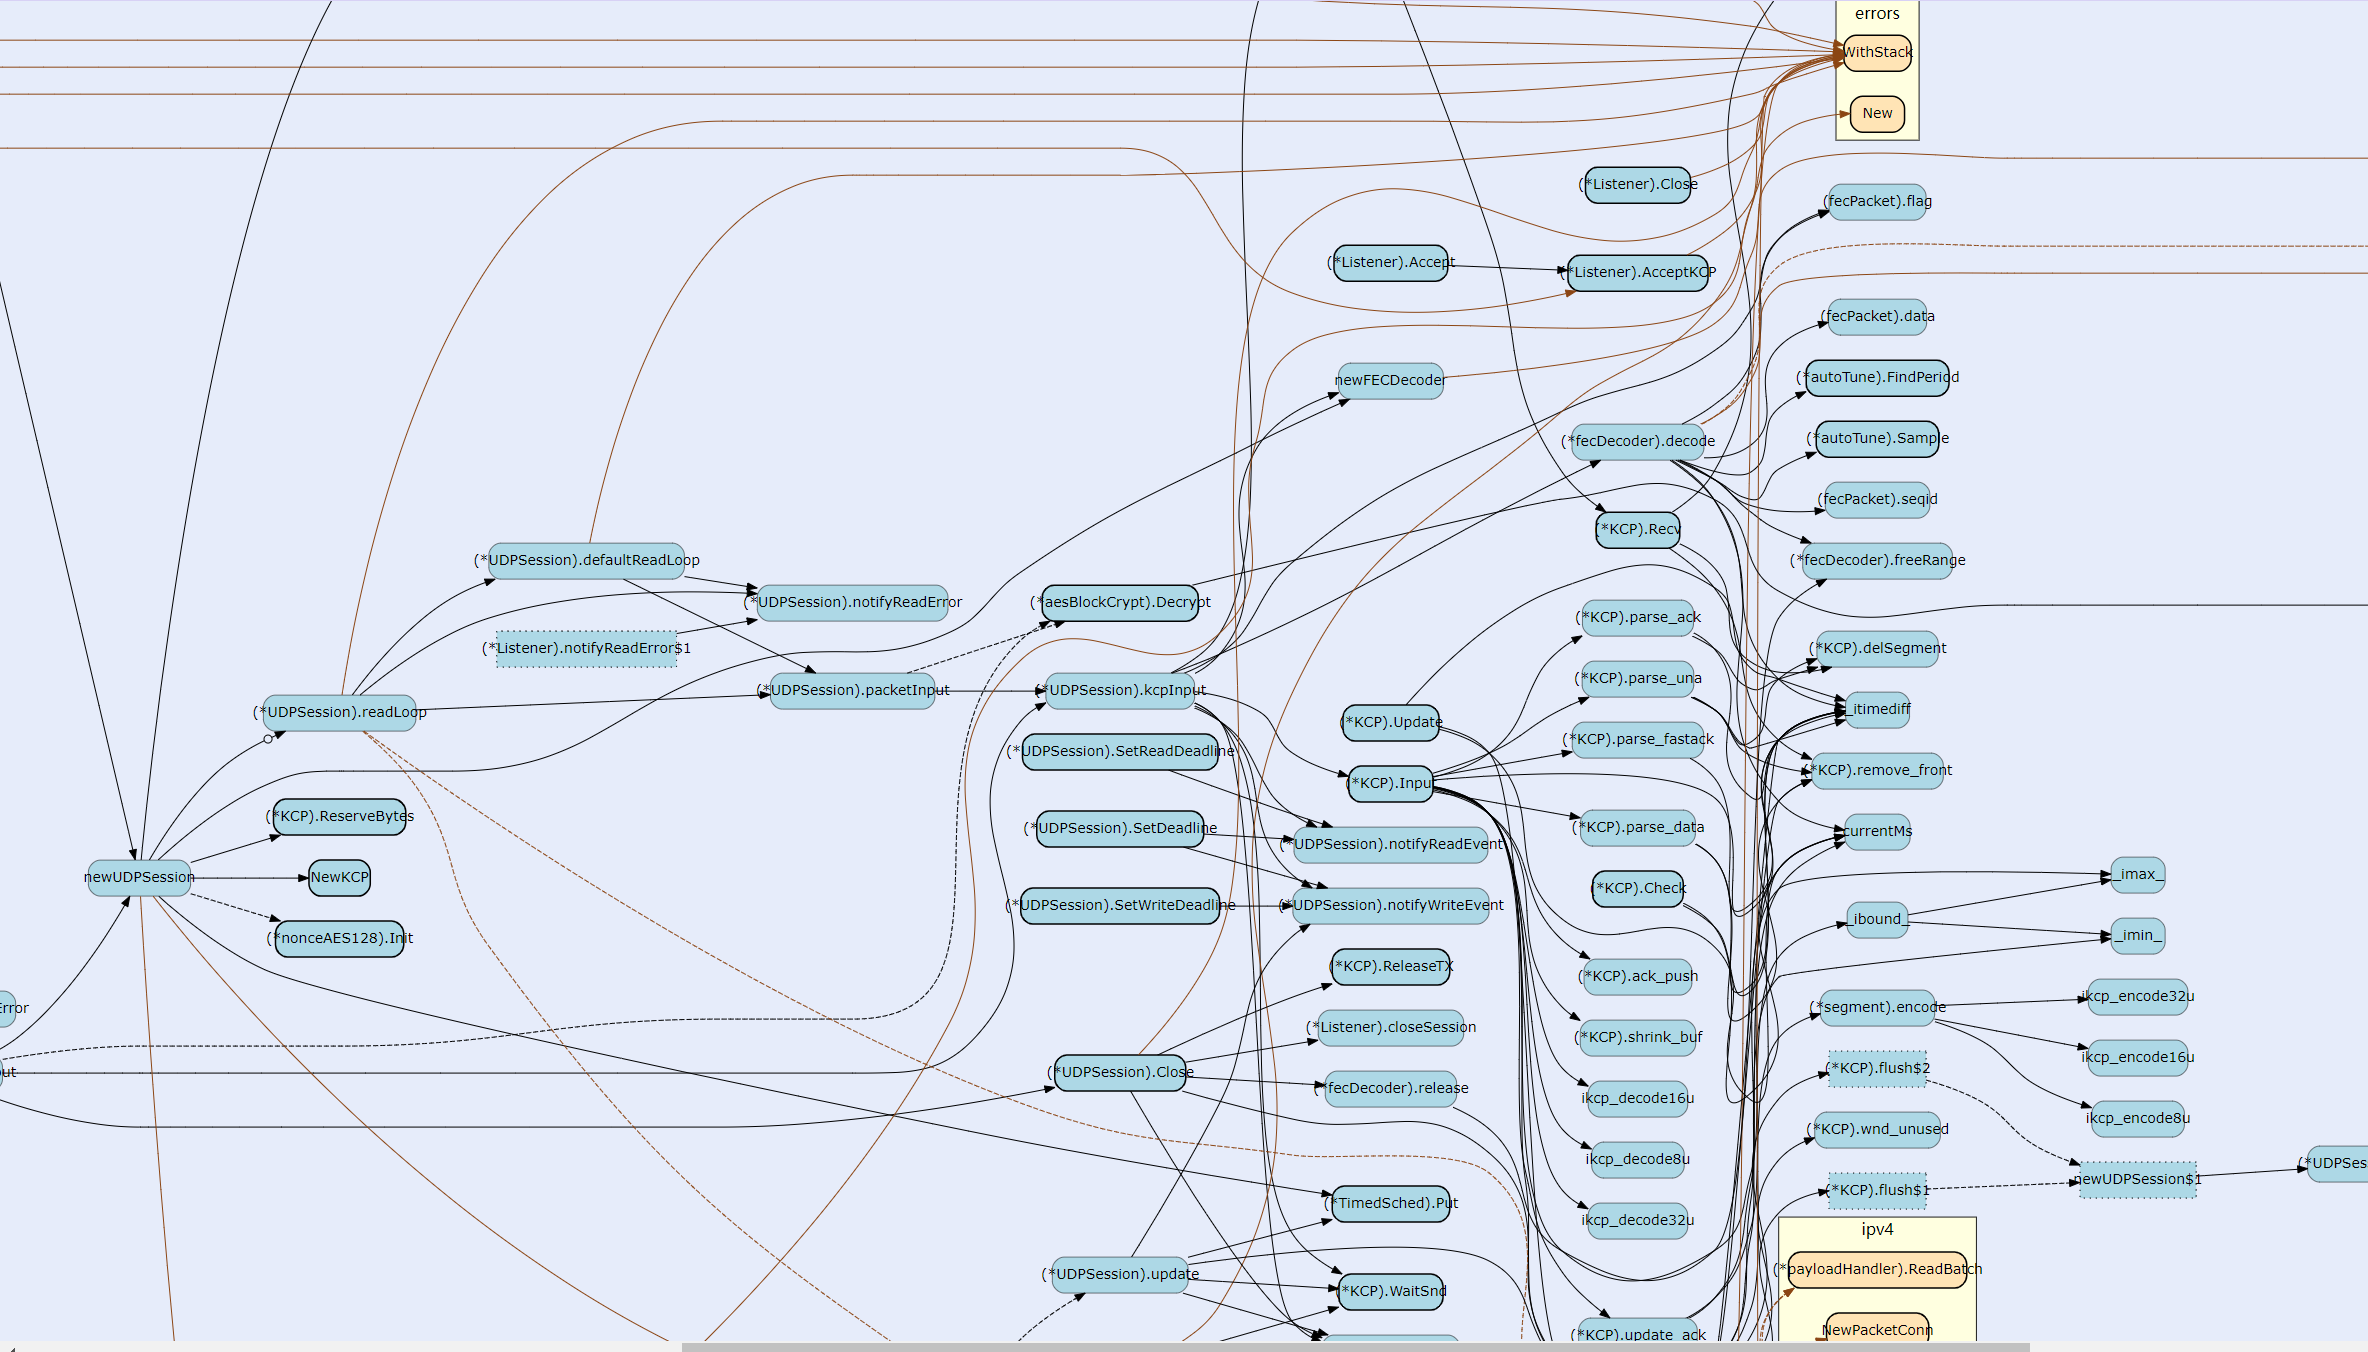 errors
WithStack
New
(*Listener).Close
(fecPacket).flag
(*Listener).Accept
(*Listener).AcceptKCP
(fecPacket).data
newFECDecoder
(*autoTune).FindPeriod
(*fecDecoder).decode
(*autoTune).Sample
(fecPacket).seqid
(*KCP).Recv
(*UDPSession).defaultReadLoop
(*fecDecoder).freeRange
(*UDPSession).notifyReadError
(*aesBlockCrypt).Decrypt
(*KCP).parse_ack
(*Listener).notifyReadError$1
(*KCP).delSegment
(*UDPSession).packetInput
(*UDPSession).kcpInput
(*KCP).parse_una
(*UDPSession).readLoop
(*KCP).Update
_itimediff
(*KCP).parse_fastack
(*UDPSession).SetReadDeadline
(*KCP).remove_front
(*KCP).Input
(*KCP).ReserveBytes
(*UDPSession).SetDeadline
(*KCP).parse_data
currentMs
(*UDPSession).notifyReadEvent
newUDPSession
NewKCP
(*KCP).Check
_imax_
(*UDPSession).SetWriteDeadline
(*UDPSession).notifyWriteEvent
_ibound_
(*nonceAES128).Init
_imin_
(*KCP).ReleaseTX
(*KCP).ack_push
ikcp_encode32u
Error
(*segment).encode
(*Listener).closeSession
(*KCP).shrink_buf
ikcp_encode16u
ut
(*UDPSession).Close
(*KCP).flush$2
(*fecDecoder).release
ikcp_decode16u
ikcp_encode8u
(*KCP).wnd_unused
ikcp_decode8u
(*UDPSes
newUDPSession$1
(*KCP).flush$1
(*TimedSched).Put
ikcp_decode32u
ipv4
(*payloadHandler).ReadBatch
(*UDPSession).update
(*KCP).WaitSnd
NewPacketConn
(*KCP).update_ack